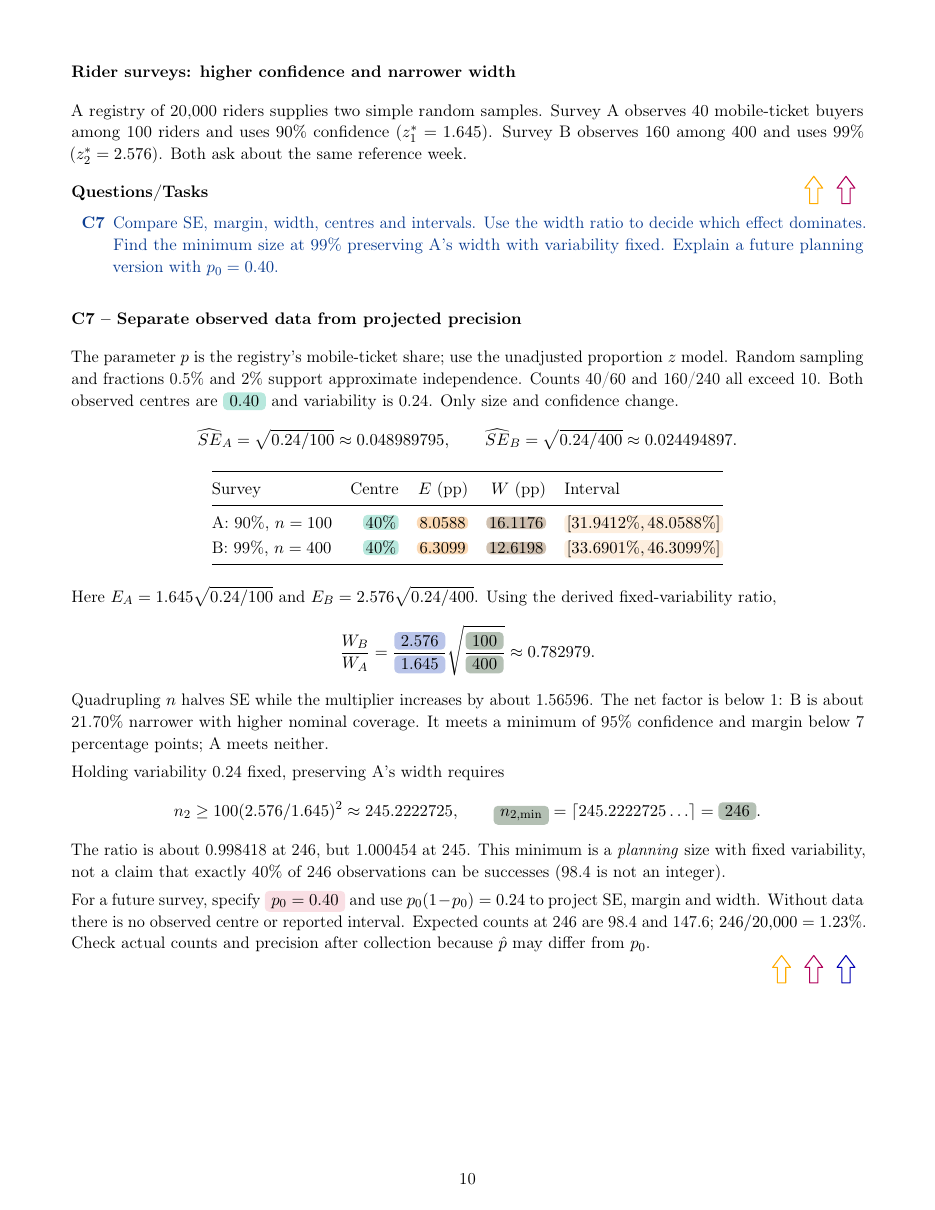 Rider surveys: higher confidence and narrower width
A registry of 20,000 riders supplies two simple random samples. Survey A observes 40 mobile-ticket buyers
among 100 riders and uses 90% confidence (z₁* = 1.645). Survey B observes 160 among 400 and uses 99%
(z₂* = 2.576). Both ask about the same reference week.
Questions/Tasks
C7 Compare SE, margin, width, centres and intervals. Use the width ratio to decide which effect dominates.
Find the minimum size at 99% preserving A's width with variability fixed. Explain a future planning
version with p₀ = 0.40.
C7 – Separate observed data from projected precision
The parameter p is the registry's mobile-ticket share; use the unadjusted proportion z model. Random sampling
and fractions 0.5% and 2% support approximate independence. Counts 40/60 and 160/240 all exceed 10. Both
observed centres are 0.40 and variability is 0.24. Only size and confidence change.
ŜE_A = √(0.24/100) ≈ 0.048989795, ŜE_B = √(0.24/400) ≈ 0.024494897.
Survey Centre E (pp) W (pp) Interval
A: 90%, n = 100 40% 8.0588 16.1176 [31.9412%, 48.0588%]
B: 99%, n = 400 40% 6.3099 12.6198 [33.6901%, 46.3099%]
Here E_A = 1.645√(0.24/100) and E_B = 2.576√(0.24/400). Using the derived fixed-variability ratio,
W_B/W_A = 2.576/1.645 √(100/400) ≈ 0.782979.
Quadrupling n halves SE while the multiplier increases by about 1.56596. The net factor is below 1: B is about
21.70% narrower with higher nominal coverage. It meets a minimum of 95% confidence and margin below 7
percentage points; A meets neither.
Holding variability 0.24 fixed, preserving A's width requires
n₂ ≥ 100(2.576/1.645)² ≈ 245.2222725, n₂,min = ⌈245.2222725 …⌉ = 246.
The ratio is about 0.998418 at 246, but 1.000454 at 245. This minimum is a planning size with fixed variability,
not a claim that exactly 40% of 246 observations can be successes (98.4 is not an integer).
For a future survey, specify p₀ = 0.40 and use p₀(1−p₀) = 0.24 to project SE, margin and width. Without data
there is no observed centre or reported interval. Expected counts at 246 are 98.4 and 147.6; 246/20,000 = 1.23%.
Check actual counts and precision after collection because p̂ may differ from p₀.
10